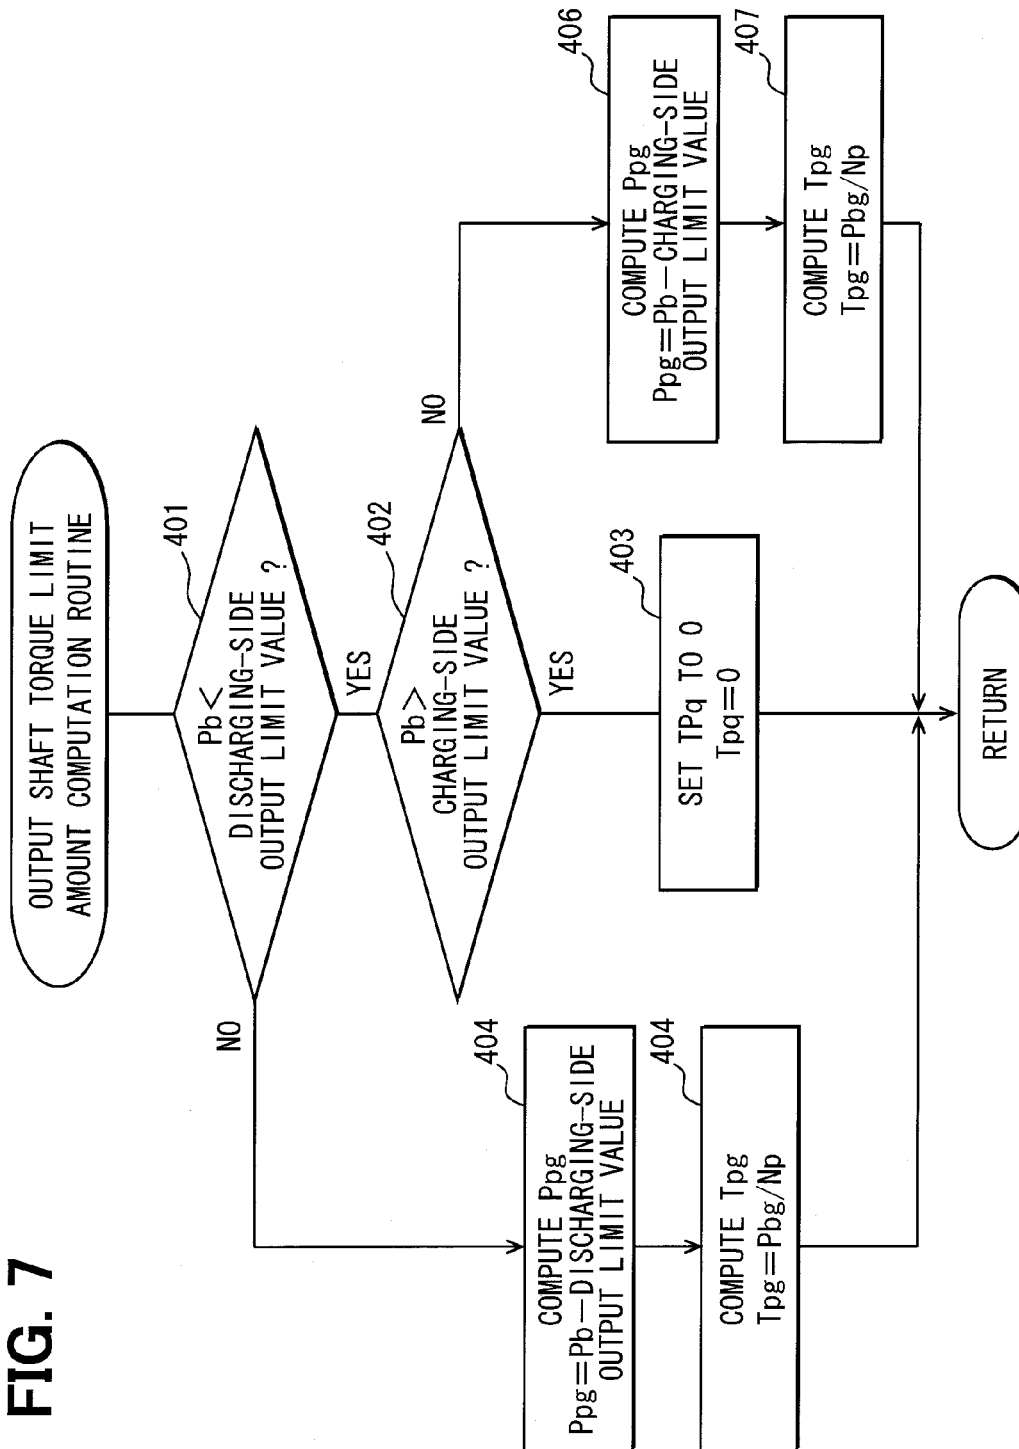 FIG. 7
OUTPUT SHAFT TORQUE LIMIT
AMOUNT COMPUTATION ROUTINE
401
Pb<
DISCHARGING-SIDE
OUTPUT LIMIT VALUE ?
NO
YES
402
Pb>
CHARGING-SIDE
OUTPUT LIMIT VALUE ?
NO
YES
404
COMPUTE Ppg
Ppg=Pb-DISCHARGING-SIDE
OUTPUT LIMIT VALUE
404
COMPUTE Tpg
Tpg=Pbg/Np
403
SET TPq TO 0
Tpq=0
406
COMPUTE Ppg
Ppg=Pb-CHARGING-SIDE
OUTPUT LIMIT VALUE
407
COMPUTE Tpg
Tpg=Pbg/Np
RETURN